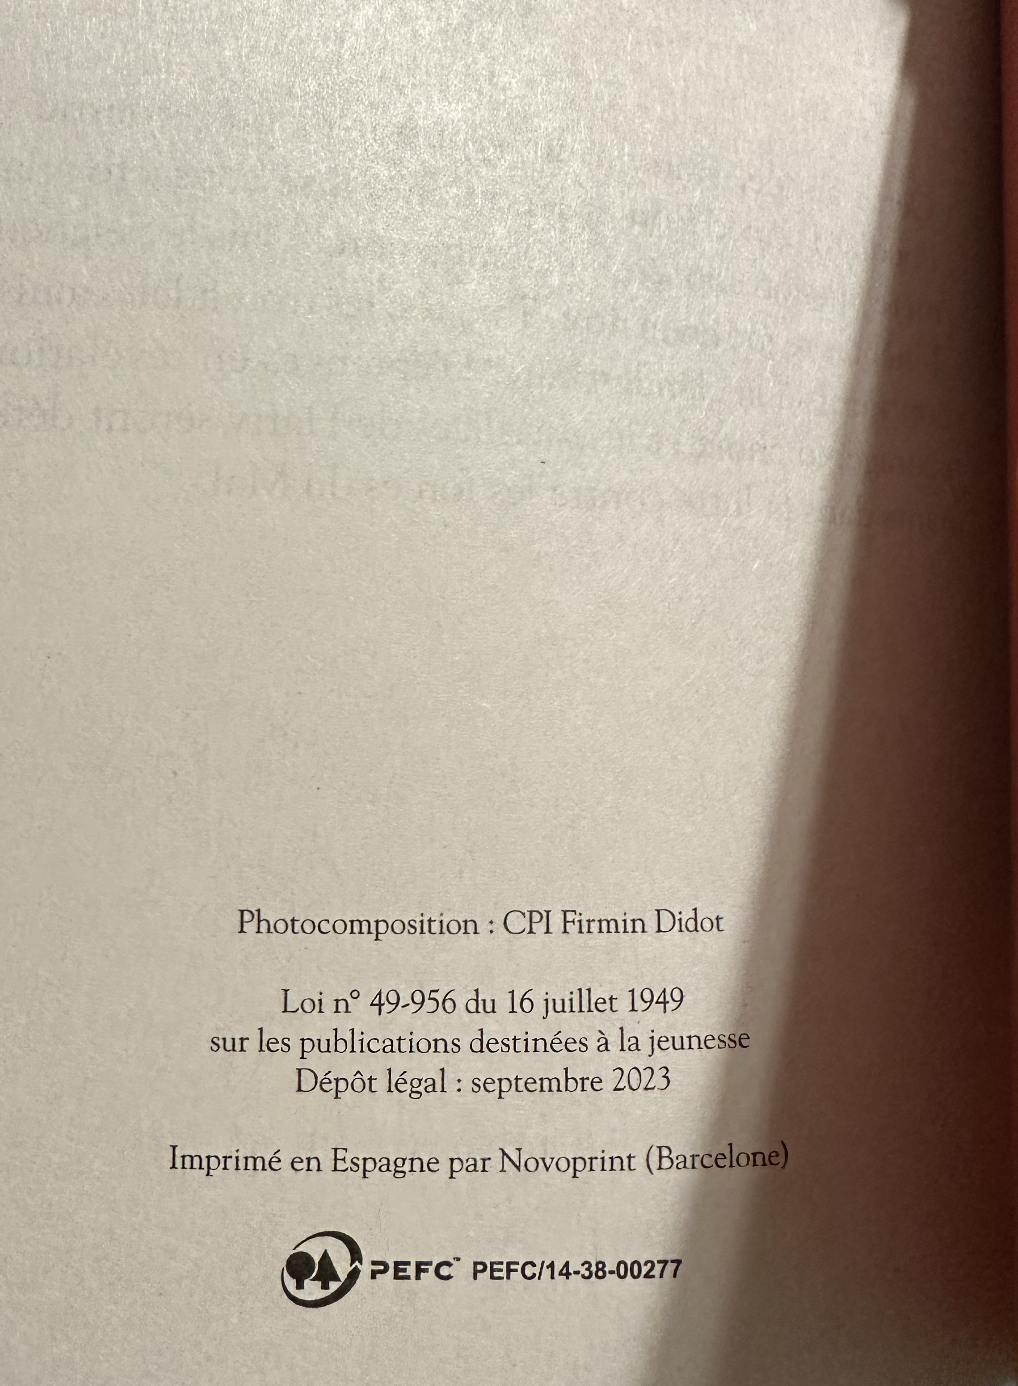 Photocomposition : CPI Firmin Didot
Loi n° 49-956 du 16 juillet 1949
sur les publications destinées à la jeunesse
Dépôt légal : septembre 2023
Imprimé en Espagne par Novoprint (Barcelone)
PEFC™ PEFC/14-38-00277